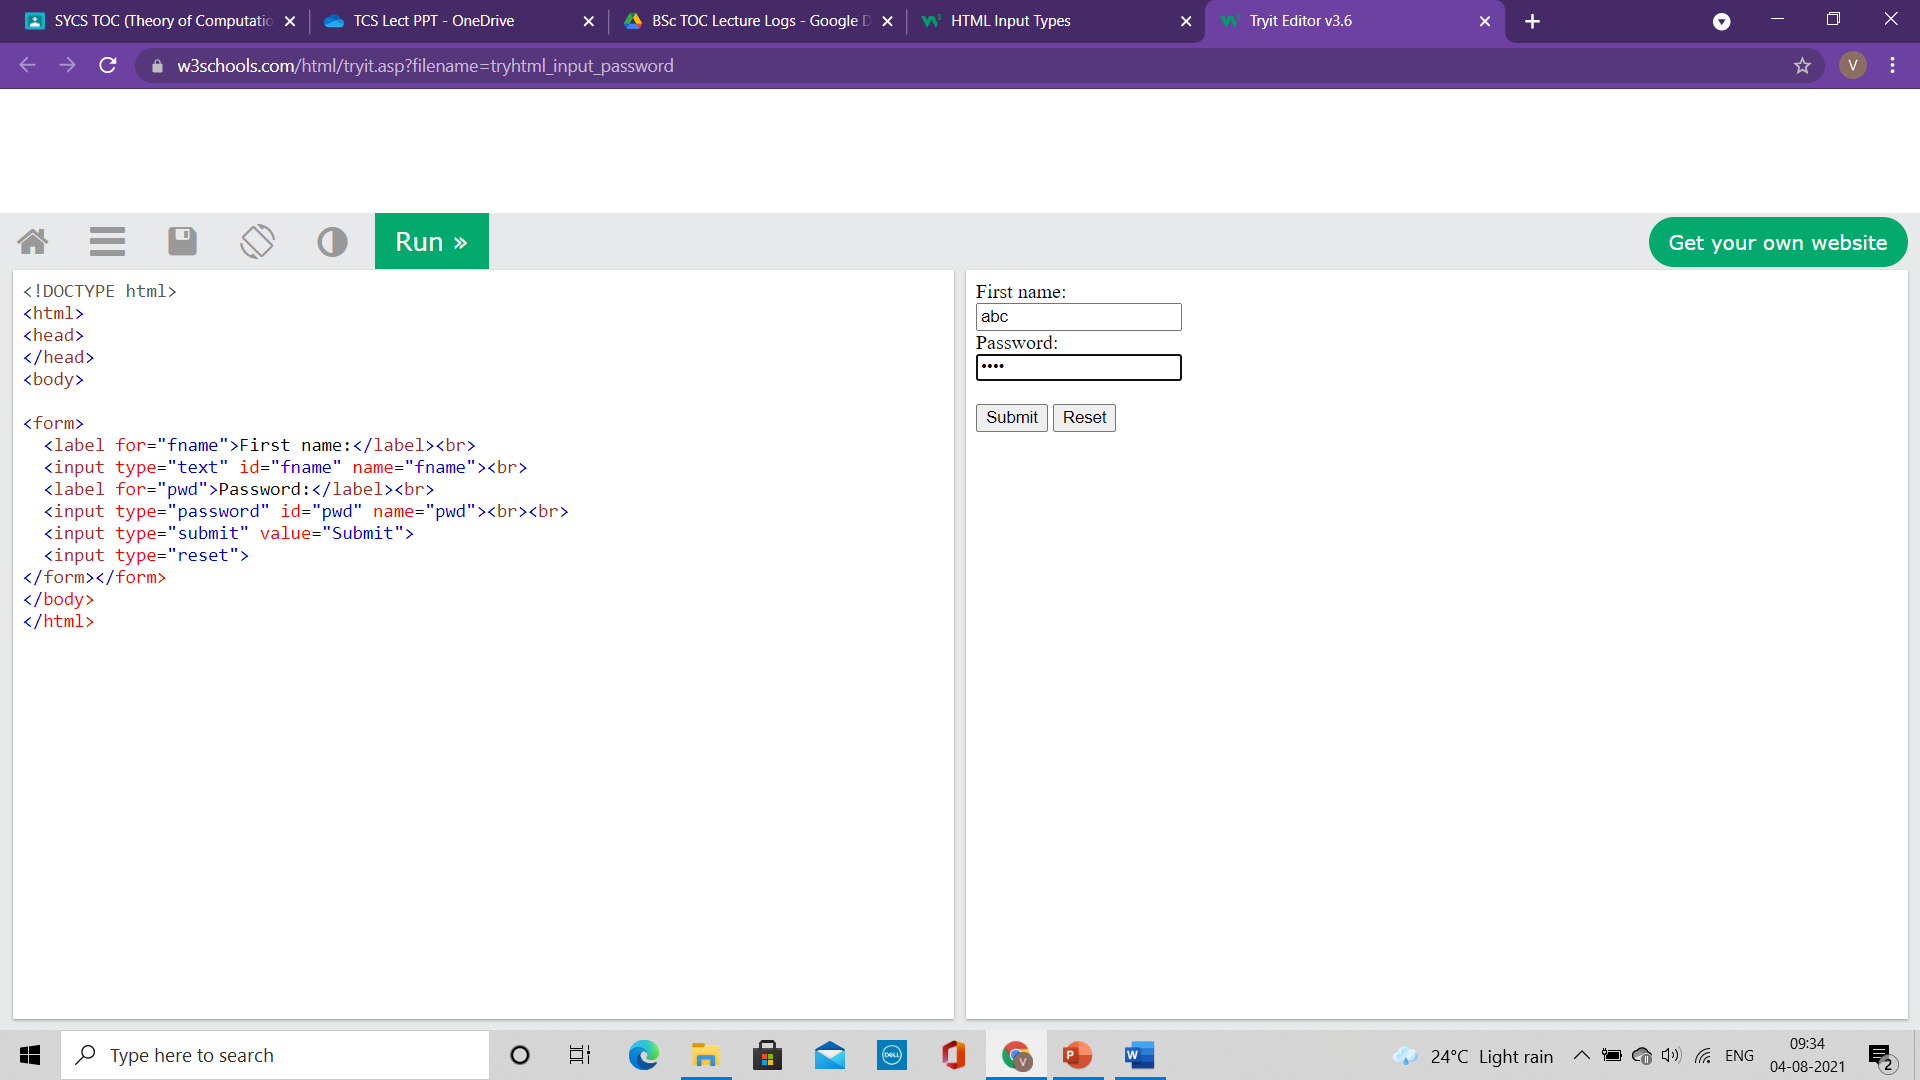 SYCS TOC (Theory of Computatio
TCS Lect PPT - OneDrive
BSc TOC Lecture Logs - Google D
HTML Input Types
Tryit Editor v3.6
w3schools.com/html/tryit.asp?filename=tryhtml_input_password
V
Run »
Get your own website
<!DOCTYPE html>
<html>
<head>
</head>
<body>
<form>
<label for="fname">First name:</label><br>
<input type="text" id="fname" name="fname"><br>
<label for="pwd">Password:</label><br>
<input type="password" id="pwd" name="pwd"><br><br>
<input type="submit" value="Submit">
<input type="reset">
</form></form>
</body>
</html>
First name:
abc
Password:
••••
Submit Reset
Type here to search
DELL
V
P
W
24°C Light rain
ENG
09:34
04-08-2021
2